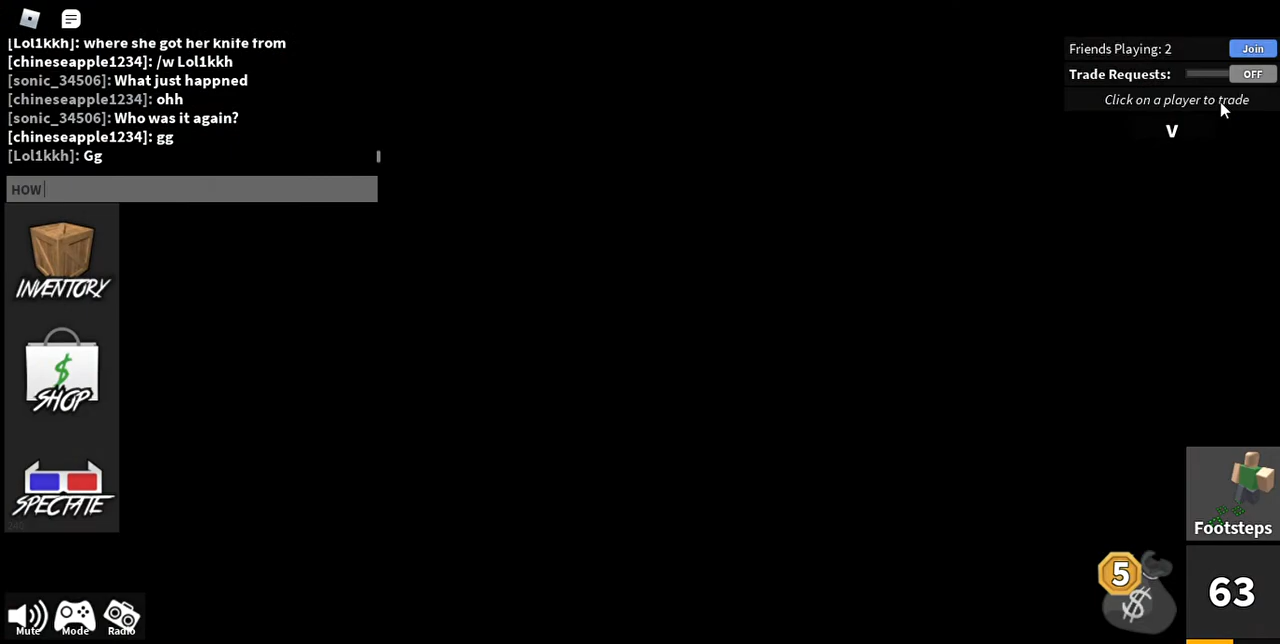 [Lol1kkh]: where she got her knife from
[chineseapple1234]: /w Lol1kkh
[sonic_34506]: What just happned
[chineseapple1234]: ohh
[sonic_34506]: Who was it again?
[chineseapple1234]: gg
[Lol1kkh]: Gg
HOW
INVENTORY
$
SHOP
SPECTATE
240
Mute
Mode
Radio
Friends Playing: 2
Join
Trade Requests:
OFF
Click on a player to trade
V
Footsteps
5
$
63